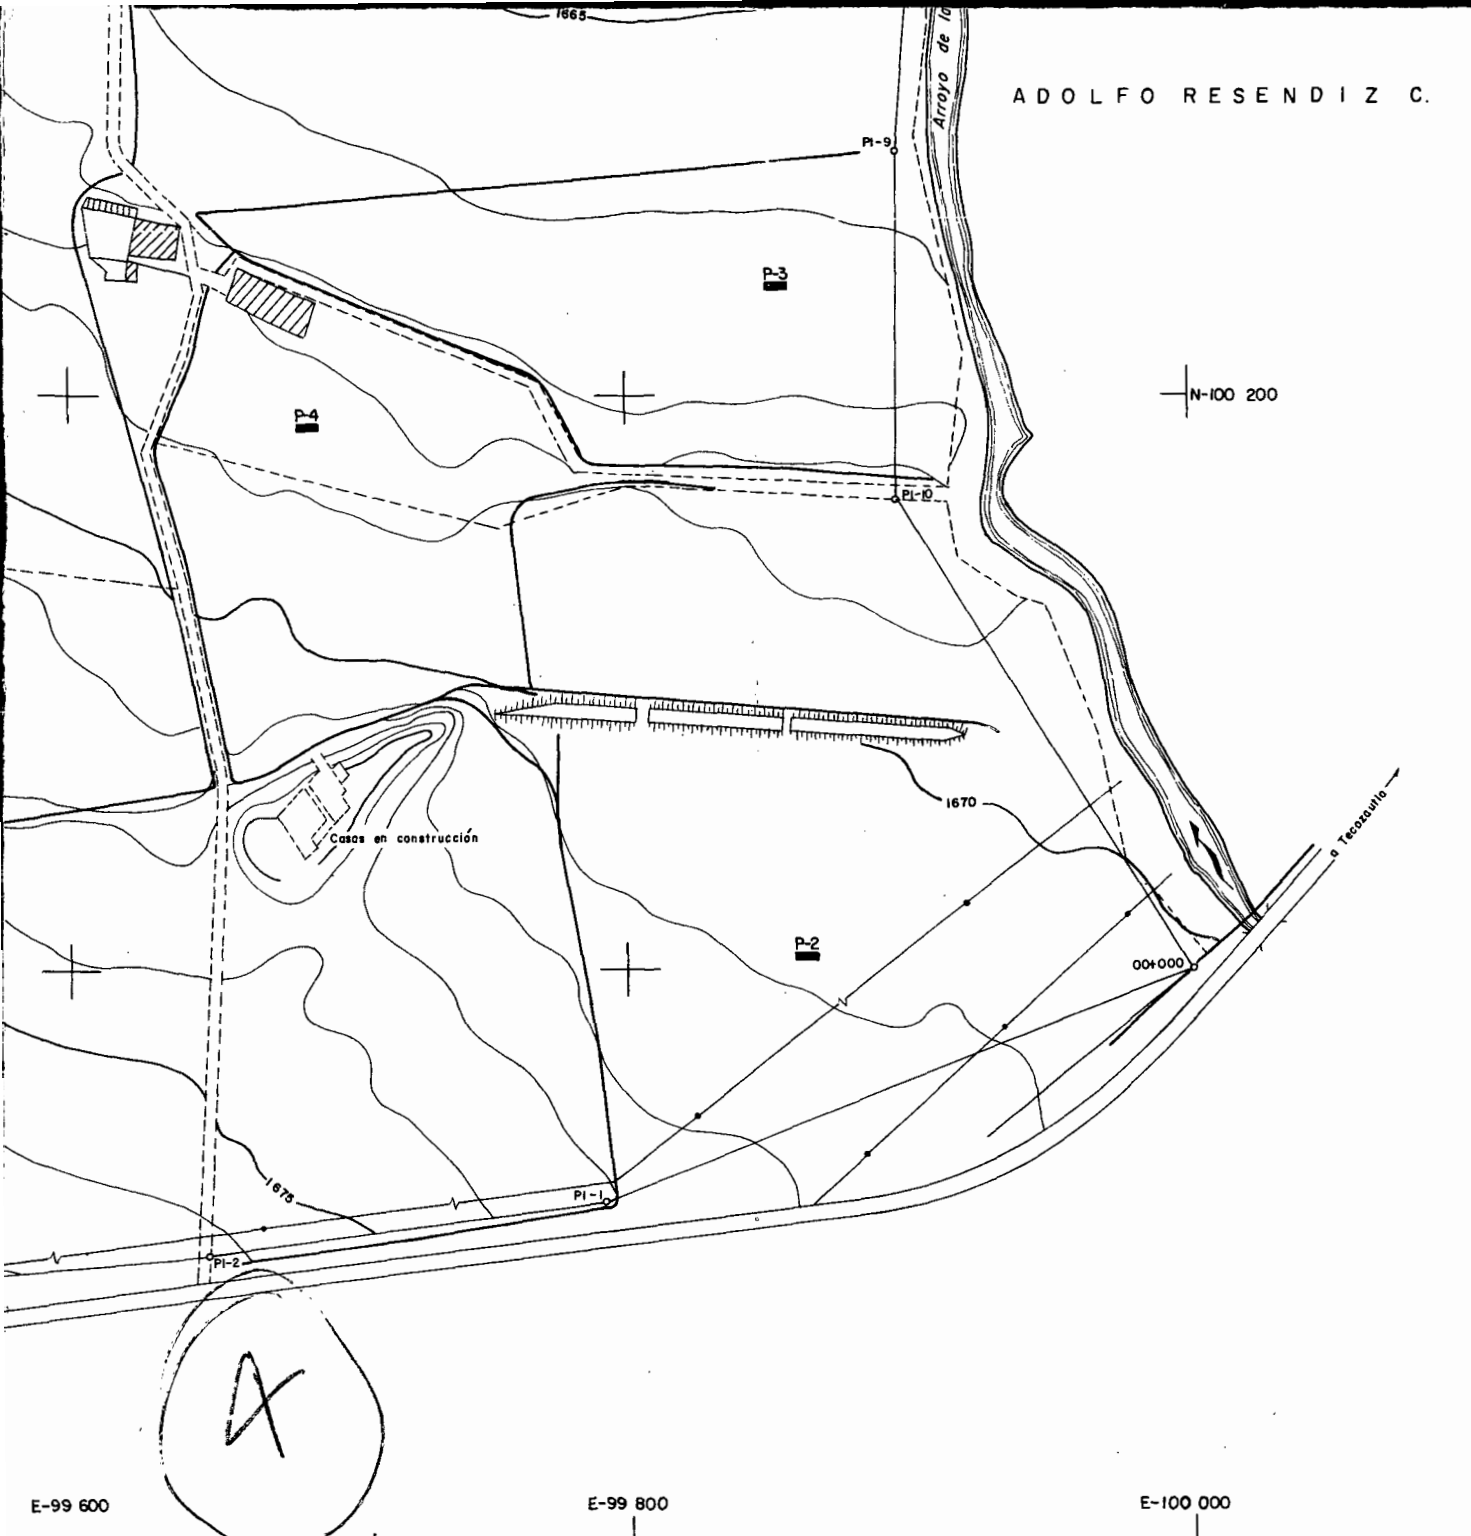 1665
Arroyo de la
ADOLFO RESENDIZ C.
PI-9
P-3
N-100 200
P-4
PI-10
1670
a Tecozautla
Casas en construcción
P-2
00+000
1675
PI-1
PI-2
4
E-99 600
E-99 800
E-100 000